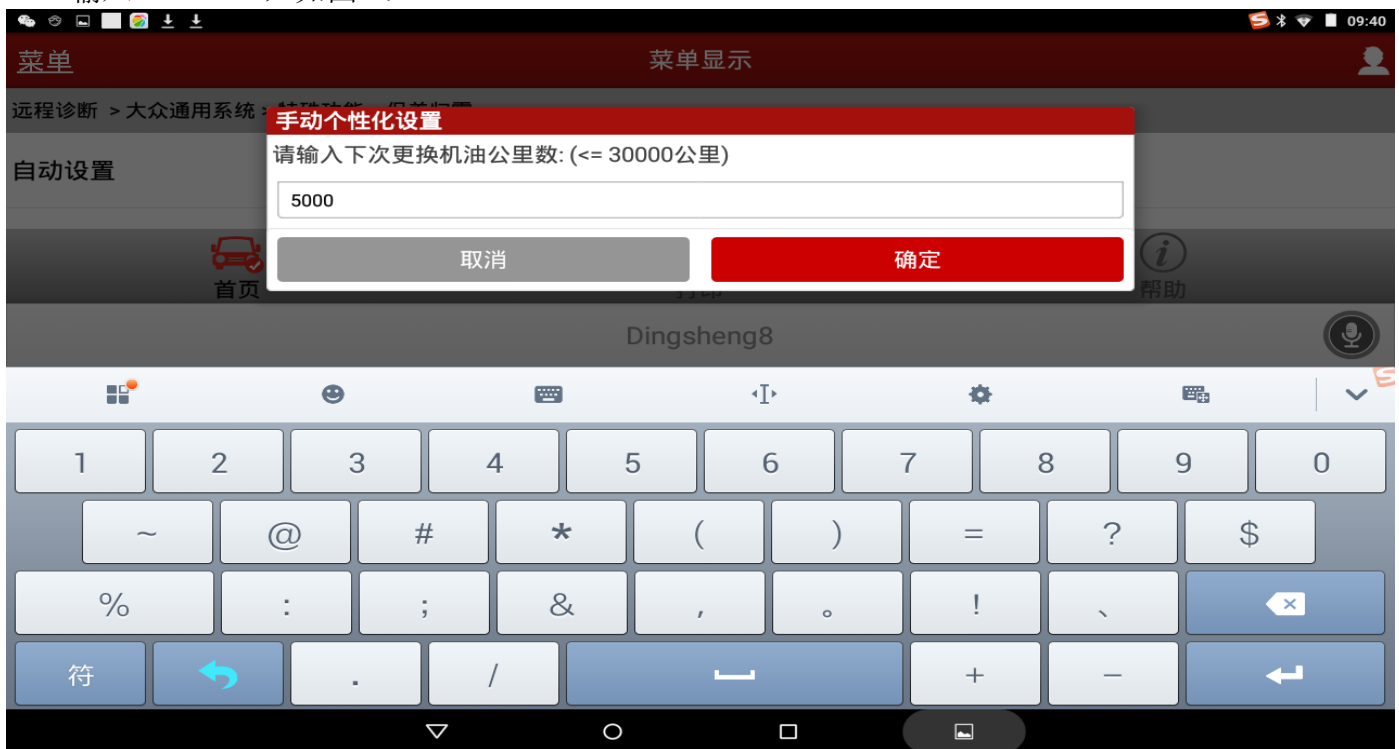 09:40
菜单
菜单显示
远程诊断 >大众通用系统
手动个性化设置
请输入下次更换机油公里数: (<= 30000公里)
自动设置
5000
取消
确定
首页
帮助
Dingsheng8
1 2 3 4 5 6 7 8 9 0
~ @ # * ( ) = ? $
% : ; & , 。 ! 、
符 . / + −